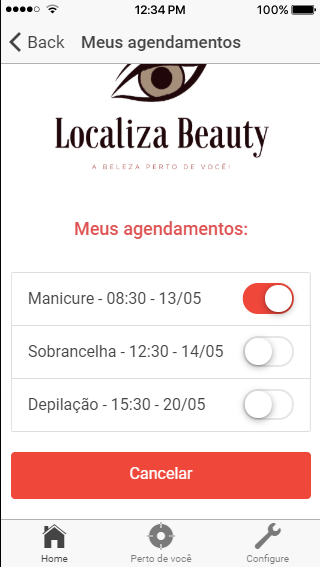 12:34 PM
100%
Back
Meus agendamentos
Localiza Beauty
A BELEZA PERTO DE VOCÊ!
Meus agendamentos:
Manicure - 08:30 - 13/05
Sobrancelha - 12:30 - 14/05
Depilação - 15:30 - 20/05
Cancelar
Home
Perto de você
Configure